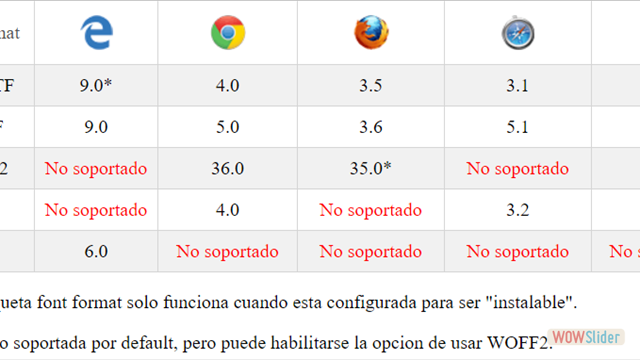 mat
TF 9.0* 4.0 3.5 3.1
F 9.0 5.0 3.6 5.1
2 No soportado 36.0 35.0* No soportado
No soportado 4.0 No soportado 3.2
6.0 No soportado No soportado No soportado No s
queta font format solo funciona cuando esta configurada para ser "instalable".
o soportada por default, pero puede habilitarse la opcion de usar WOFF2.
WOWSlider